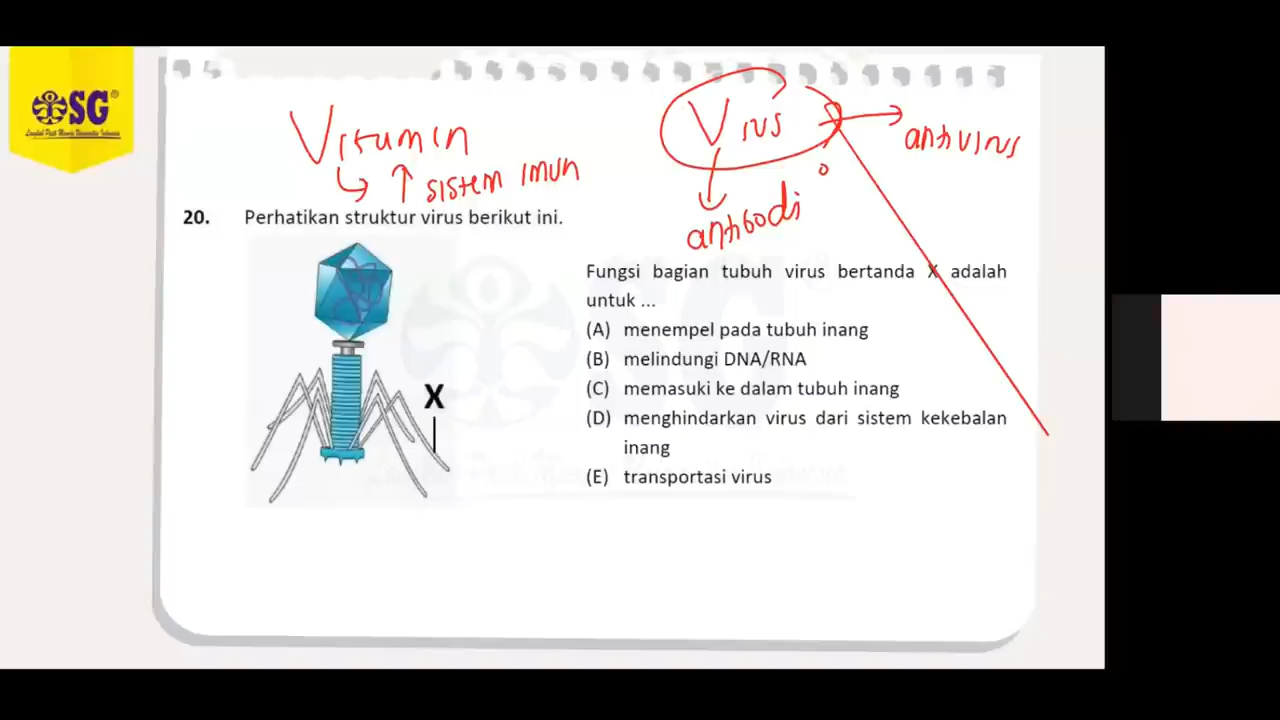 SG®
Vitamin
↑ sistem imun
Virus
antivirus
antibodi
20. Perhatikan struktur virus berikut ini.
X
Fungsi bagian tubuh virus bertanda X adalah
untuk ...
(A) menempel pada tubuh inang
(B) melindungi DNA/RNA
(C) memasuki ke dalam tubuh inang
(D) menghindarkan virus dari sistem kekebalan
inang
(E) transportasi virus